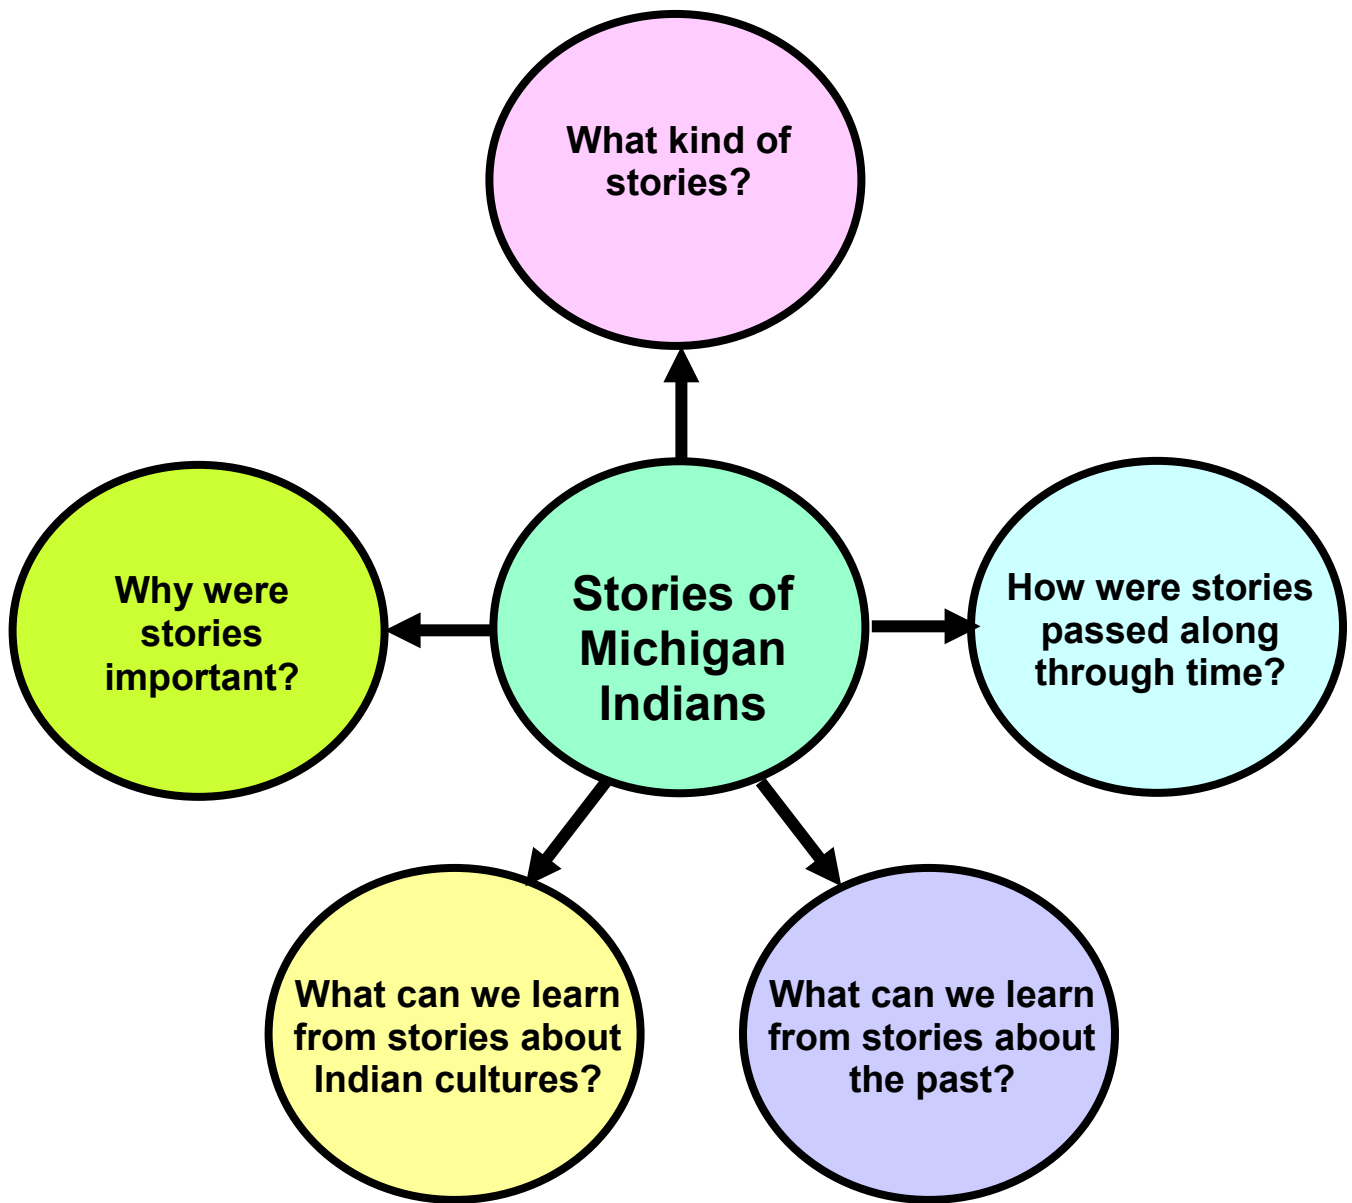 What kind of
stories?
Why were
stories
important?
Stories of
Michigan
Indians
How were stories
passed along
through time?
What can we learn
from stories about
Indian cultures?
What can we learn
from stories about
the past?